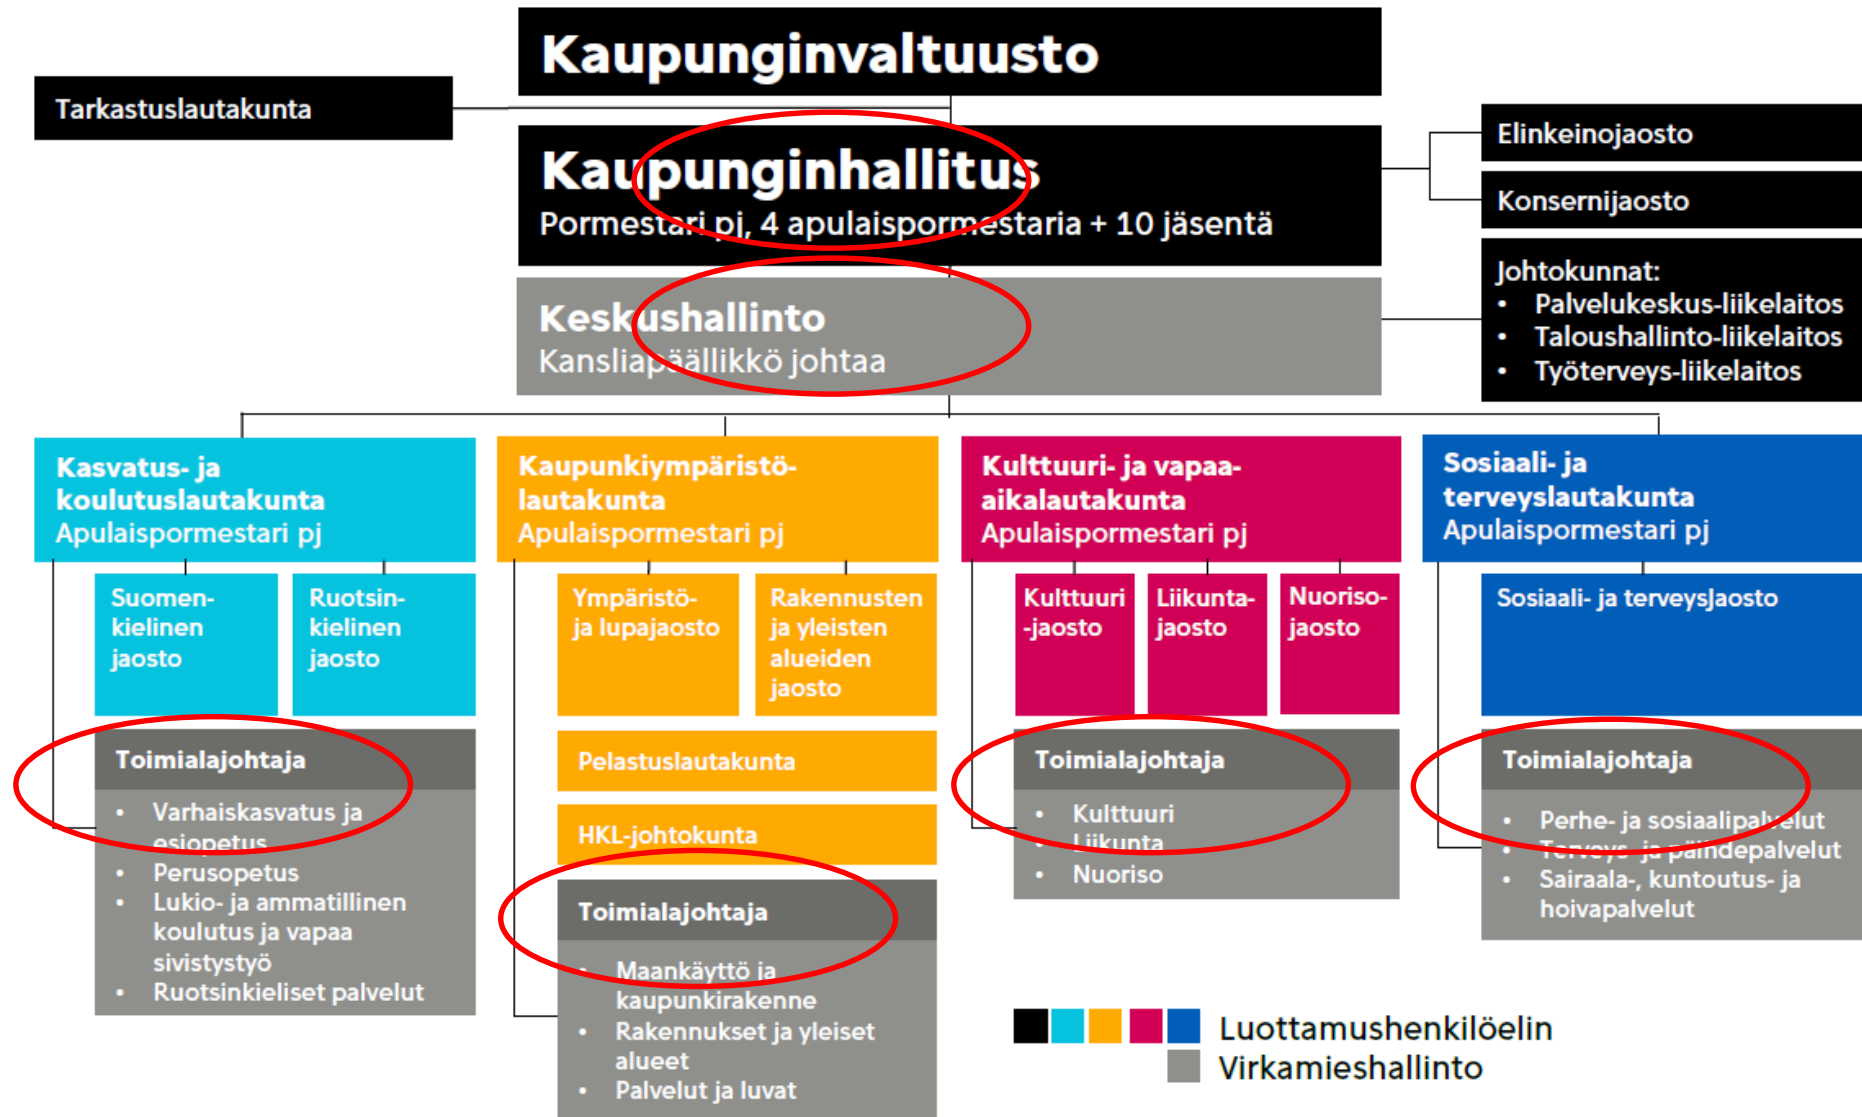 Kaupunginvaltuusto
Tarkastuslautakunta
Kaupunginhallitus
Pormestari pj, 4 apulaispormestaria + 10 jäsentä
Elinkeinojaosto
Konsernijaosto
Johtokunnat:
• Palvelukeskus-liikelaitos
• Taloushallinto-liikelaitos
• Työterveys-liikelaitos
Keskushallinto
Kansliapäällikkö johtaa
Kasvatus- ja
koulutuslautakunta
Apulaispormestari pj
Suomen-
kielinen
jaosto
Ruotsin-
kielinen
jaosto
Toimialajohtaja
• Varhaiskasvatus ja
esiopetus
• Perusopetus
• Lukio- ja ammatillinen
koulutus ja vapaa
sivistystyö
• Ruotsinkieliset palvelut
Kaupunkiympäristö-
lautakunta
Apulaispormestari pj
Ympäristö-
ja lupajaosto
Rakennusten
ja yleisten
alueiden
jaosto
Pelastuslautakunta
HKL-johtokunta
Toimialajohtaja
• Maankäyttö ja
kaupunkirakenne
• Rakennukset ja yleiset
alueet
• Palvelut ja luvat
Kulttuuri- ja vapaa-
aikalautakunta
Apulaispormestari pj
Kulttuuri
-jaosto
Liikunta-
jaosto
Nuoriso-
jaosto
Toimialajohtaja
• Kulttuuri
• Liikunta
• Nuoriso
Sosiaali- ja
terveyslautakunta
Apulaispormestari pj
Sosiaali- ja terveysjaosto
Toimialajohtaja
• Perhe- ja sosiaalipalvelut
• Terveys- ja päihdepalvelut
• Sairaala-, kuntoutus- ja
hoivapalvelut
Luottamushenkilöelin
Virkamieshallinto